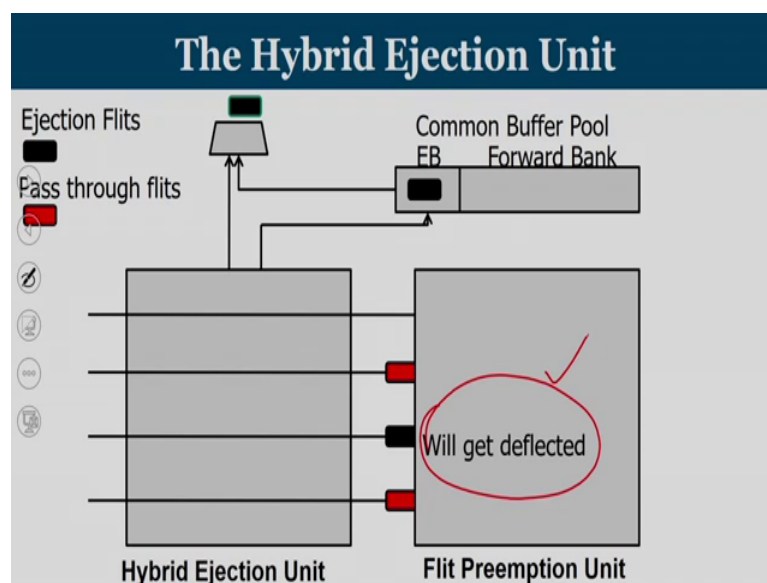 The Hybrid Ejection Unit
Ejection Flits
Pass through flits
Common Buffer Pool
EB Forward Bank
Will get deflected
Hybrid Ejection Unit
Flit Preemption Unit